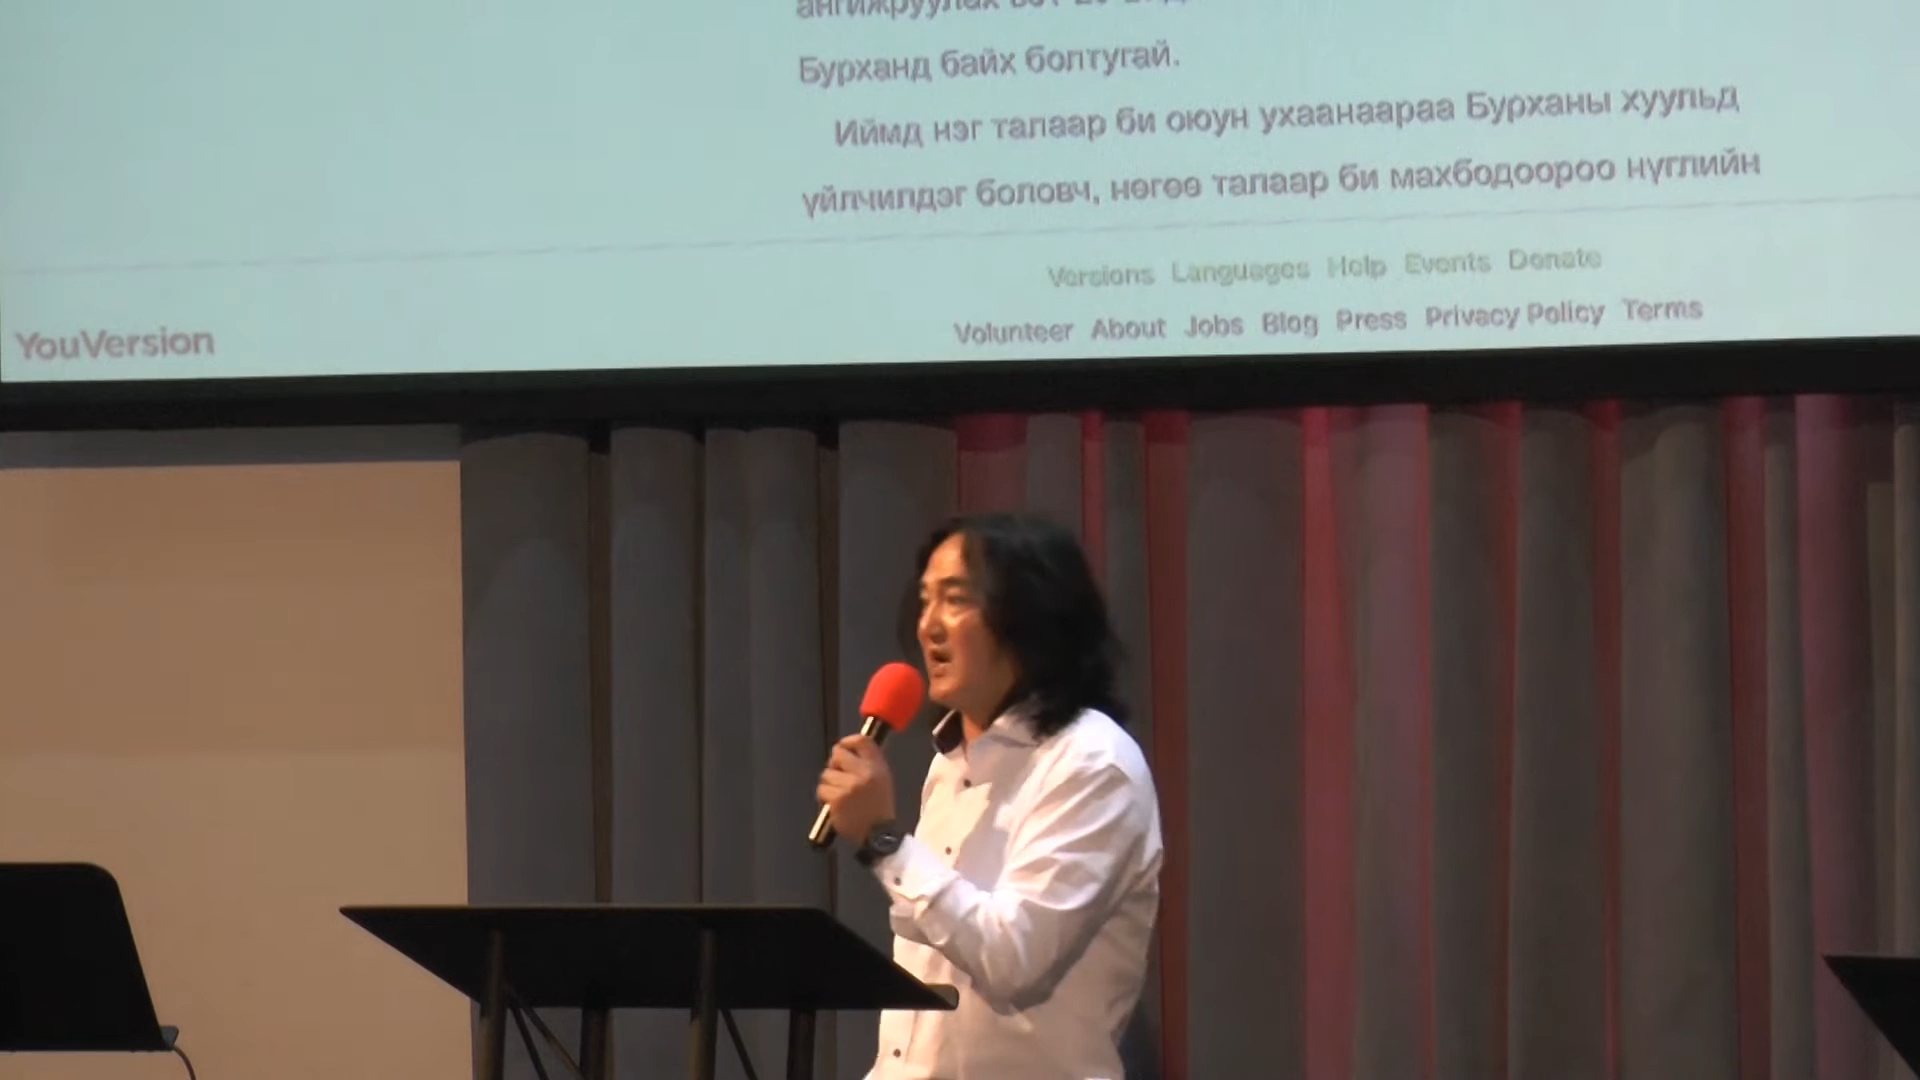 Бурханд байх болтугай.
Иймд нэг талаар би оюун ухаанаараа Бурханы хуульд
үйлчилдэг боловч, нөгөө талаар би махбодоороо нүглийн
Versions Languages Help Events Donate
Volunteer About Jobs Blog Press Privacy Policy Terms
YouVersion